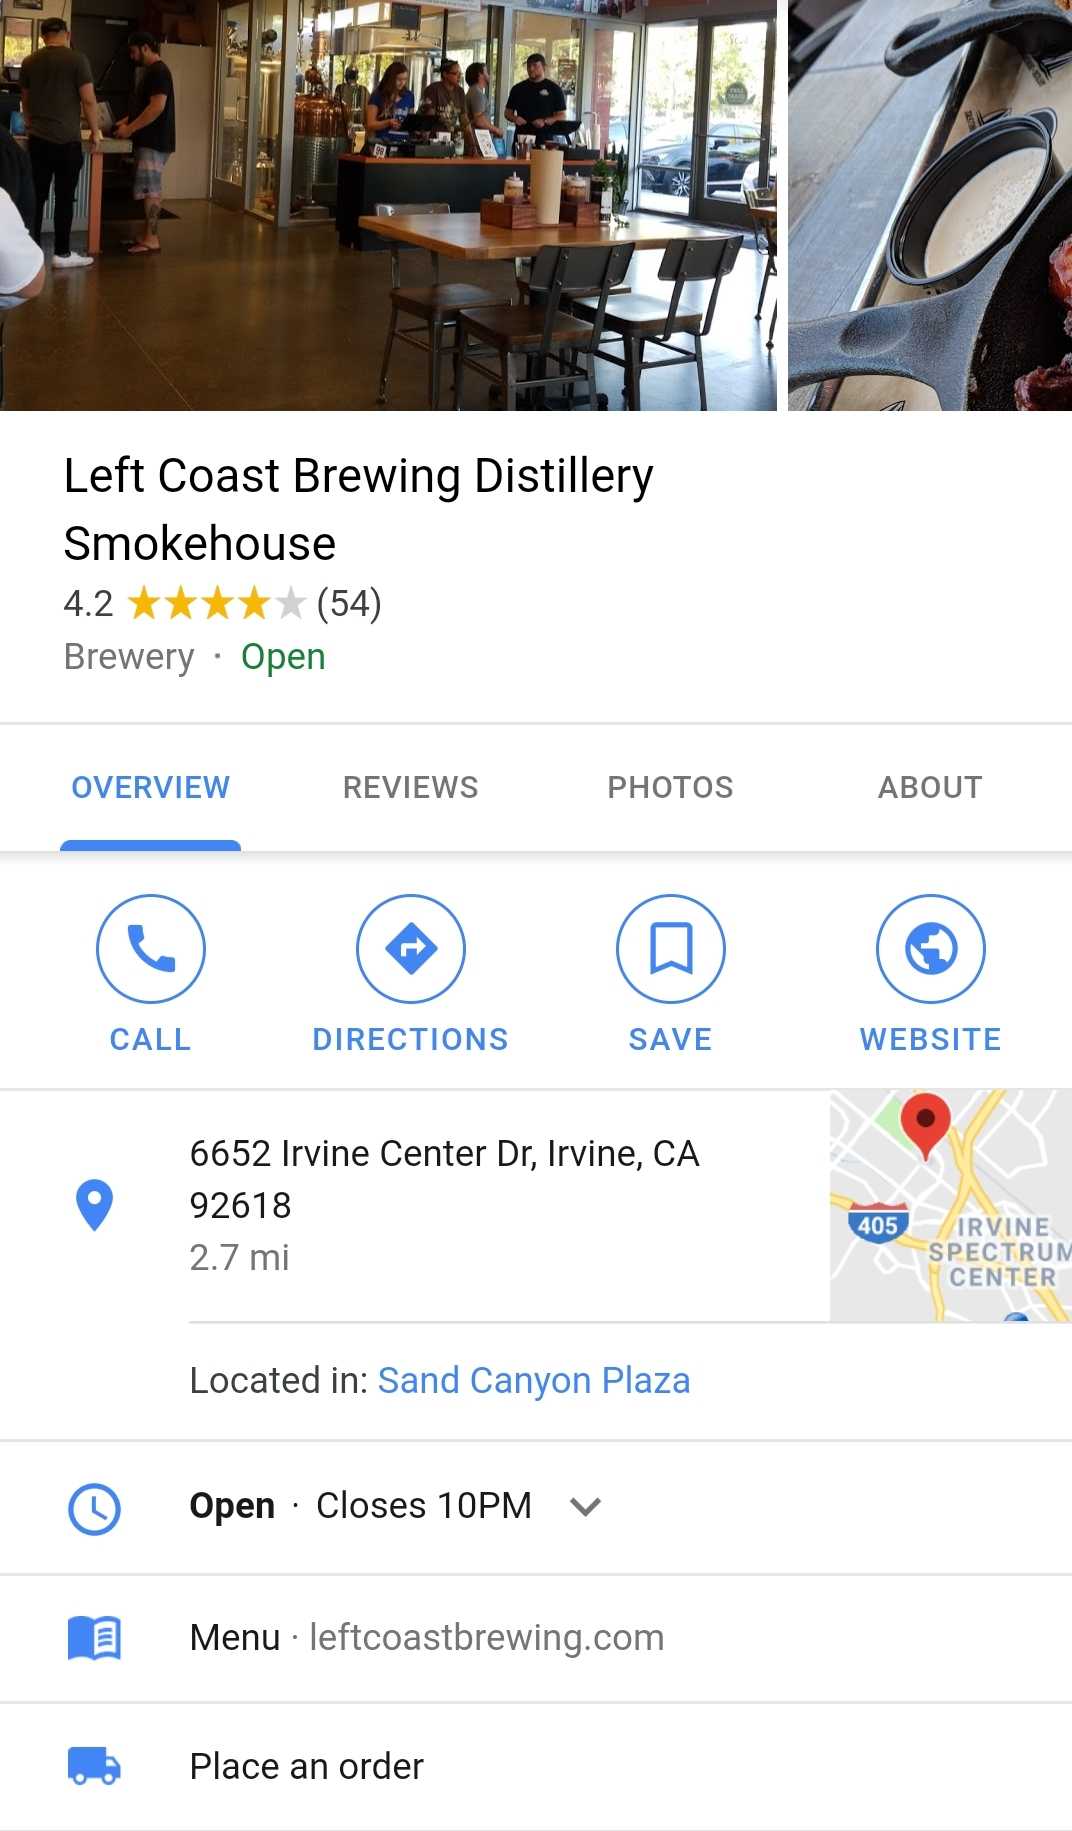 Left Coast Brewing Distillery
Smokehouse
4.2 (54)
Brewery · Open
OVERVIEW REVIEWS PHOTOS ABOUT
CALL DIRECTIONS SAVE WEBSITE
6652 Irvine Center Dr, Irvine, CA
92618
2.7 mi
405
IRVINE
SPECTRUM
CENTER
Located in: Sand Canyon Plaza
Open · Closes 10PM
Menu · leftcoastbrewing.com
Place an order